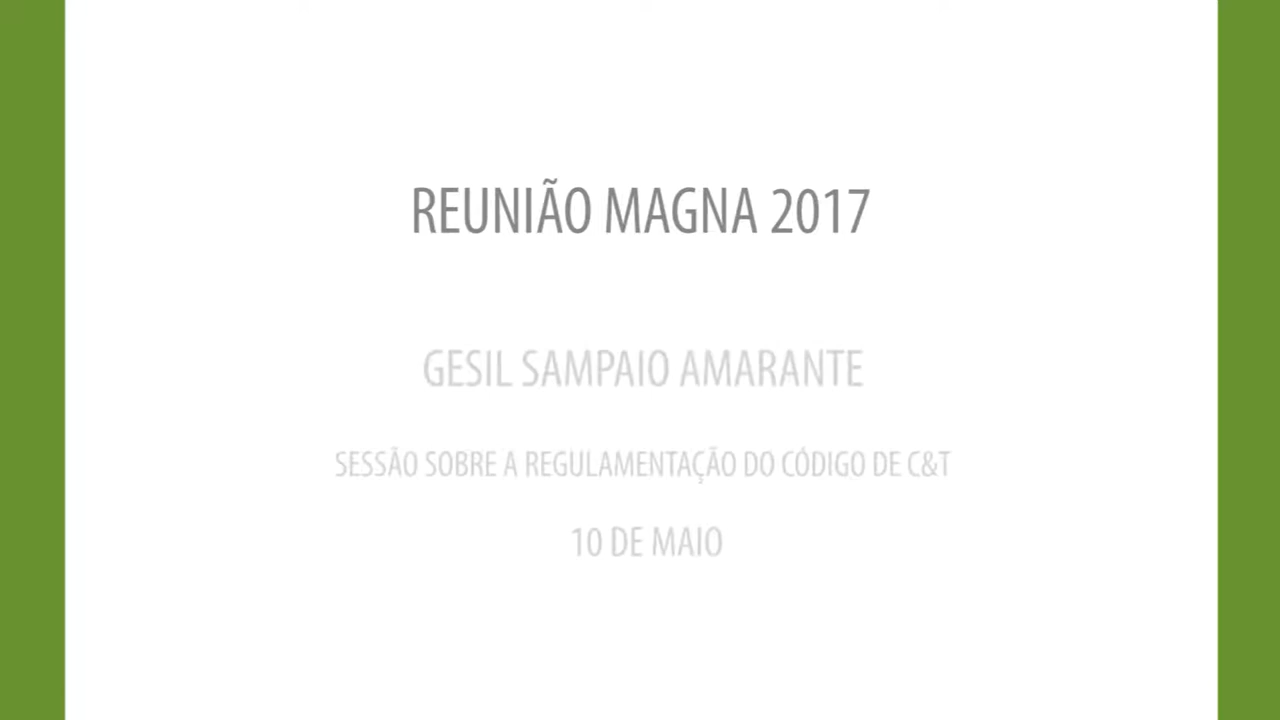 REUNIÃO MAGNA 2017
GESIL SAMPAIO AMARANTE
SESSÃO SOBRE A REGULAMENTAÇÃO DO CÓDIGO DE C&T
10 DE MAIO